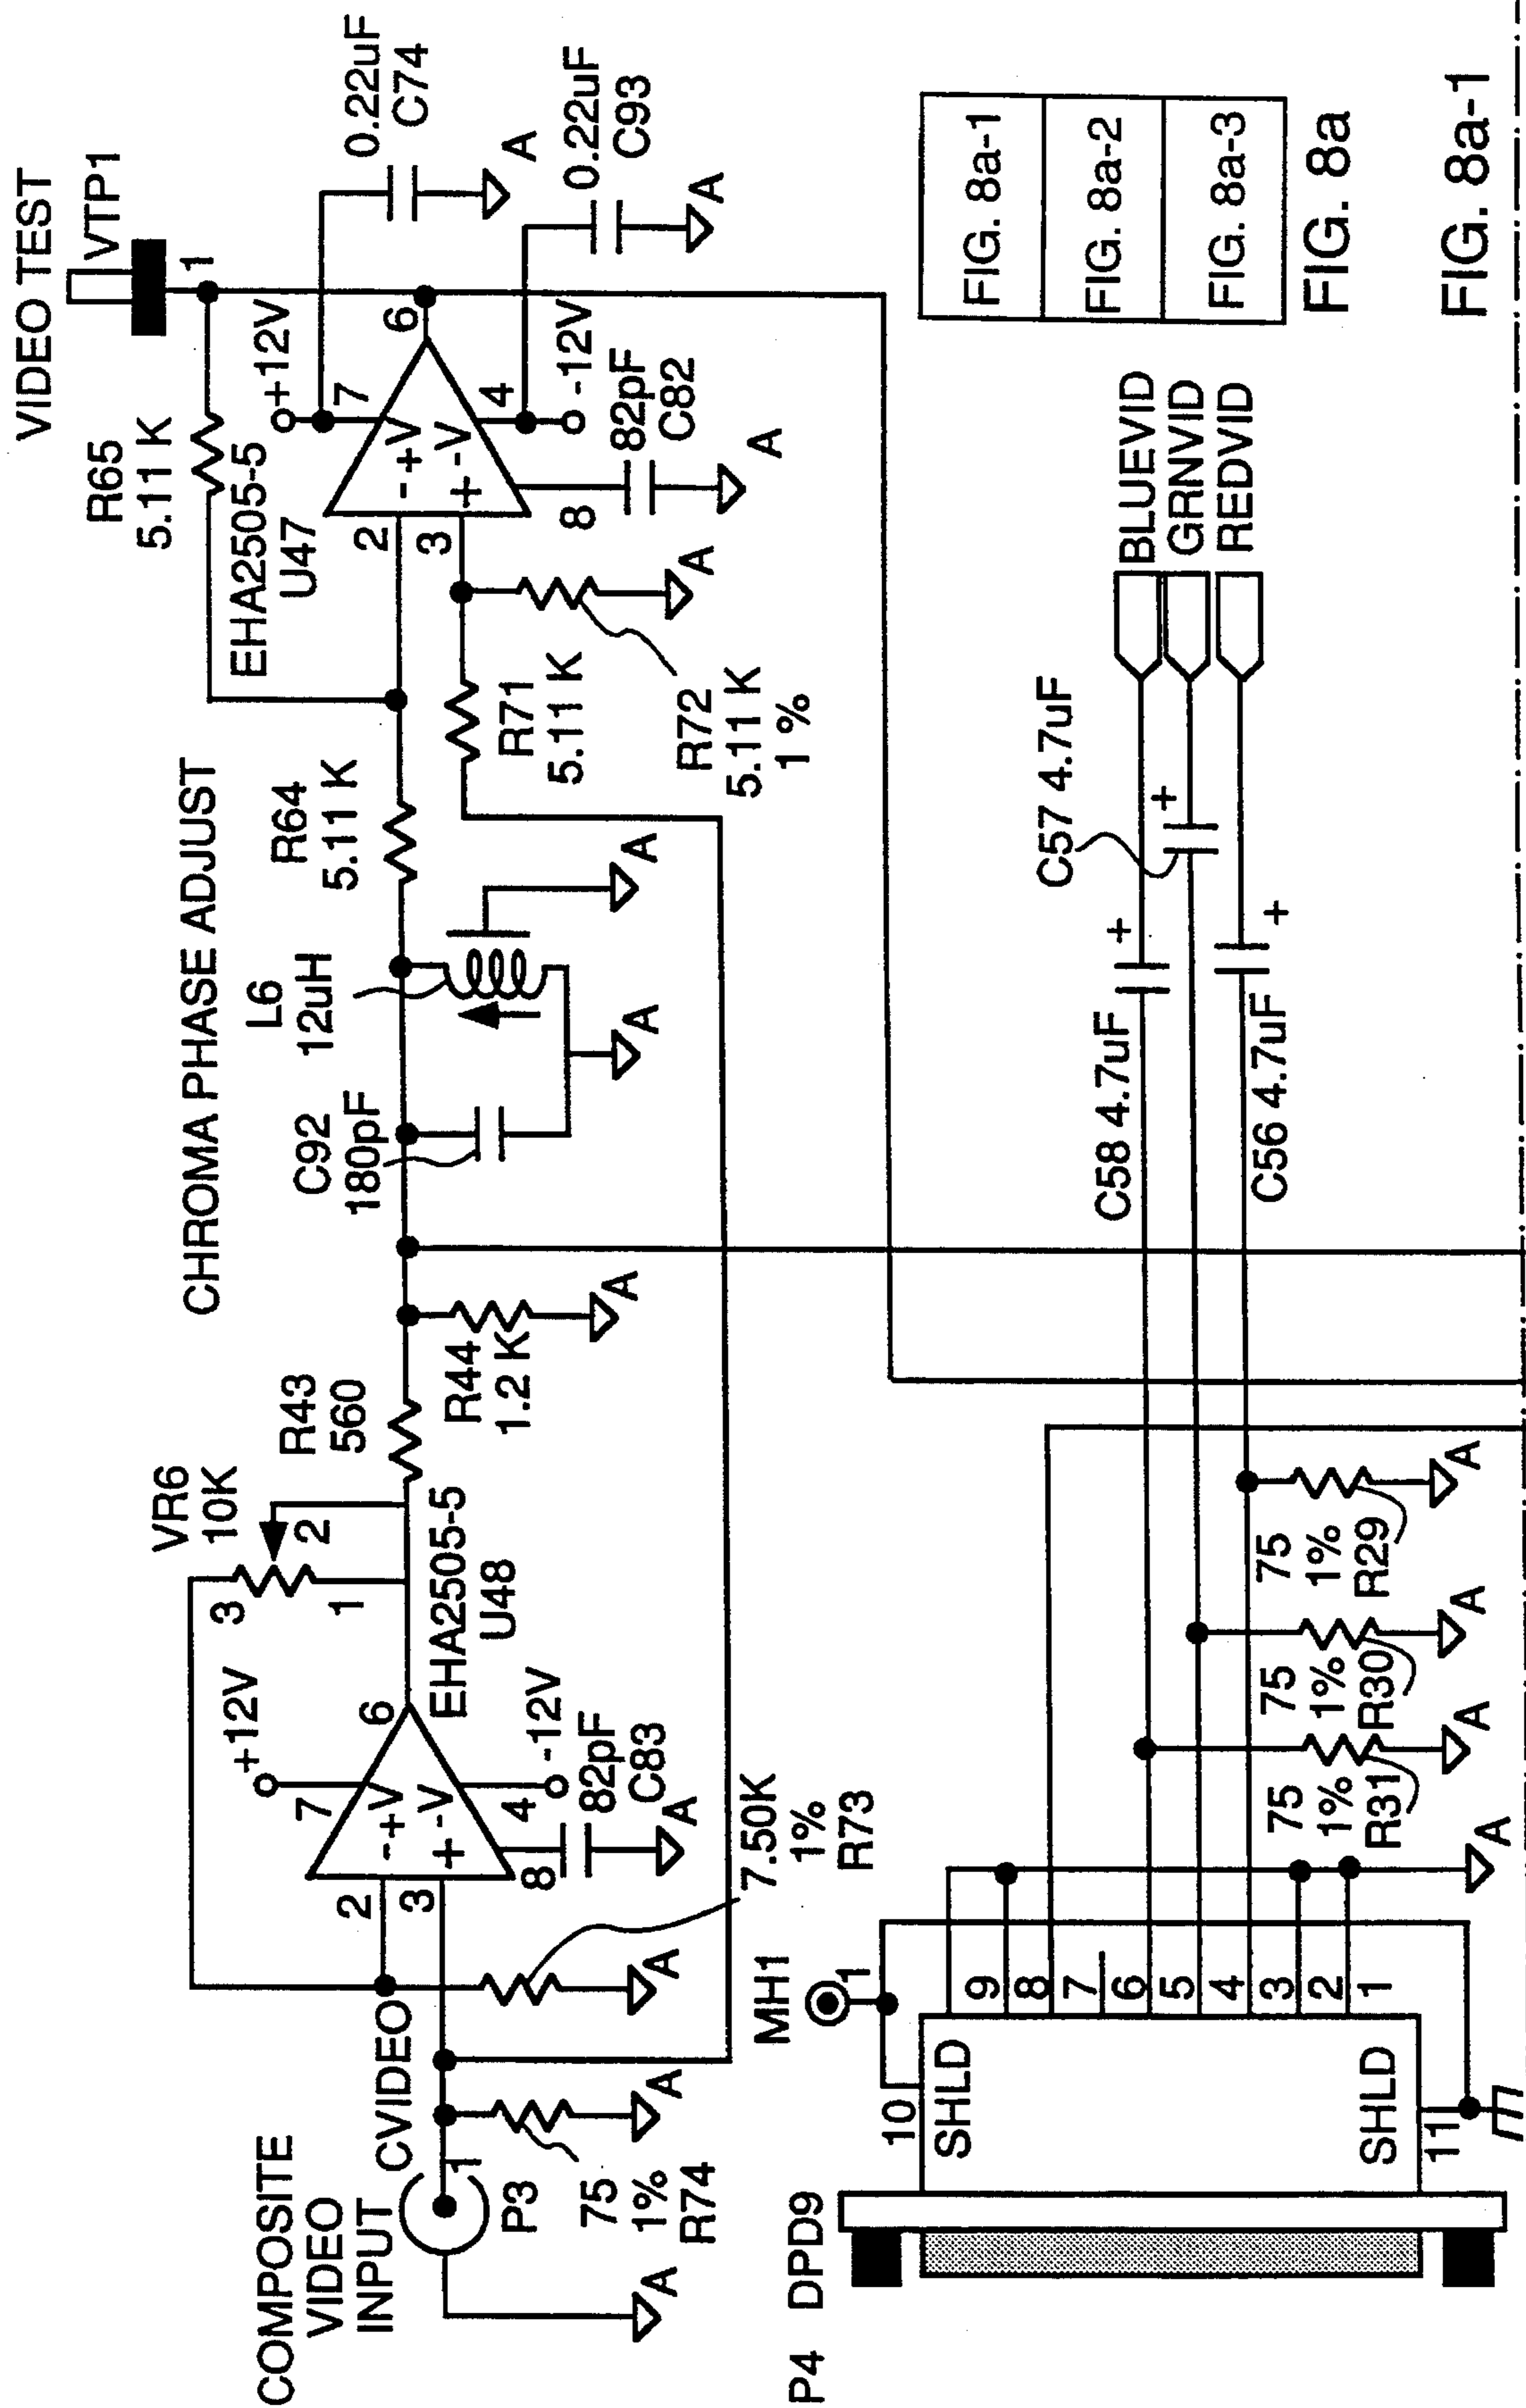 VIDEO TEST
VTP1
1
R65
5.11 K
0.22uF
C74
A
0.22uF
C93
A
+12V
7
EHA2505-5
U47
2
3
- +V
+ -V
6
4
-12V
8
82pF
C82
A
R71
5.11 K
A
R72
5.11 K
1 %
CHROMA PHASE ADJUST
R64
5.11 K
L6
12uH
A
A
C92
180pF
R43
560
R44
1.2 K
A
VR6
10K
3
2
1
+12V
7
6
EHA2505-5
U48
2
3
- +V
+ -V
4
-12V
8
82pF
C83
A
7.50K
1%
R73
A
COMPOSITE
VIDEO
INPUT
CVIDEO
1
P3
75
1%
R74
A
A
P4 DPD9
MH1
1
10
SHLD
SHLD
11
9
8
7
6
5
4
3
2
1
A
75
1%
R31
A
75
1%
R30
A
75
1%
R29
A
C58 4.7uF
+
C57 4.7uF
+
C56 4.7uF
+
BLUEVID
GRNVID
REDVID
FIG. 8a-1
FIG. 8a-2
FIG. 8a-3
FIG. 8a
FIG. 8a-1